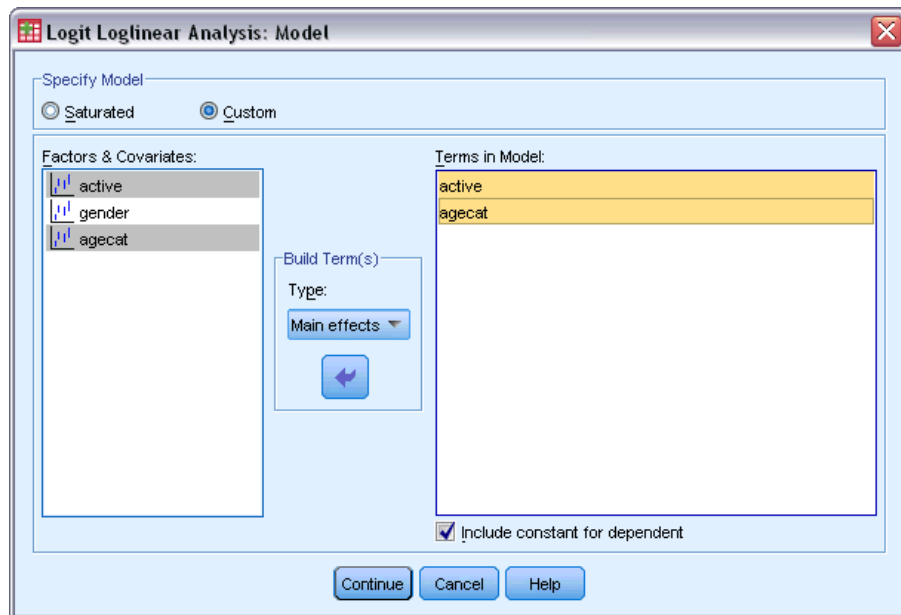 Logit Loglinear Analysis: Model
Specify Model
Saturated
Custom
Factors & Covariates:
active
gender
agecat
Build Term(s)
Type:
Main effects
Terms in Model:
active
agecat
Include constant for dependent
Continue
Cancel
Help